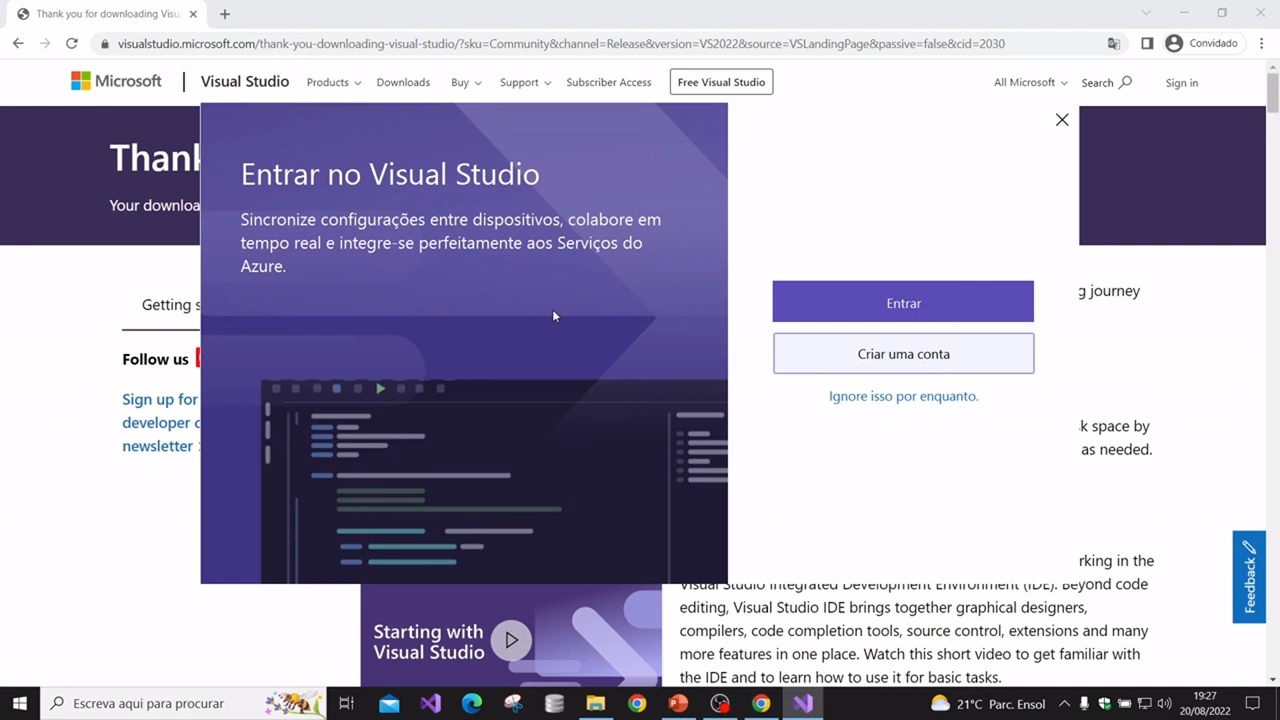 Thank you for downloading Visu
visualstudio.microsoft.com/thank-you-downloading-visual-studio/?sku=Community&channel=Release&version=VS2022&source=VSLandingPage&passive=false&cid=2030
Convidado
Microsoft
Visual Studio
Products
Downloads
Buy
Support
Subscriber Access
Free Visual Studio
All Microsoft
Search
Sign in
Thank
Your downloa
Entrar no Visual Studio
Sincronize configurações entre dispositivos, colabore em
tempo real e integre-se perfeitamente aos Serviços do
Azure.
Entrar
Criar uma conta
Ignore isso por enquanto.
Getting s
Follow us
Sign up for
developer c
newsletter
g journey
k space by
as needed.
rking in the
Visual Studio Integrated Development Environment (IDE). Beyond code
editing, Visual Studio IDE brings together graphical designers,
compilers, code completion tools, source control, extensions and many
more features in one place. Watch this short video to get familiar with
the IDE and to learn how to use it for basic tasks.
Starting with
Visual Studio
Feedback
Escreva aqui para procurar
21°C Parc. Ensol
19:27
20/08/2022